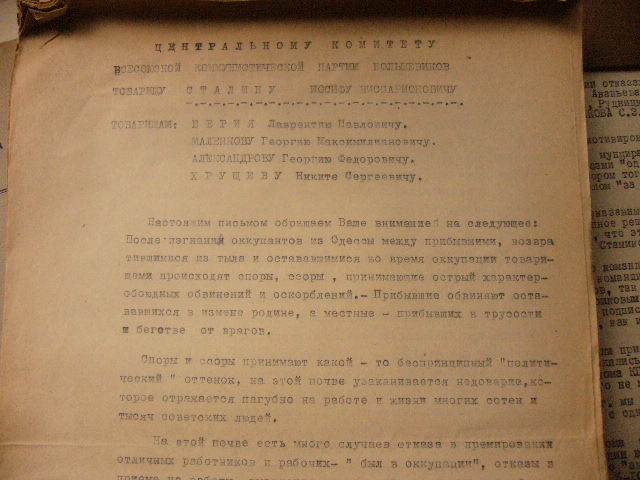 ЦЕНТРАЛЬНОМУ КОМИТЕТУ
ВСЕСОЮЗНОЙ КОММУНИСТИЧЕСКОЙ ПАРТИИ БОЛЬШЕВИКОВ
ТОВАРИЩУ СТАЛИНУ ИОСИФУ ВИСАРИОНОВИЧУ
ТОВАРИЩАМ: БЕРИЯ Лаврентию Павловичу.
МАЛЕНКОВУ Георгию Максимилиановичу.
АЛЕКСАНДРОВУ Георгию Федоровичу.
ХРУЩЕВУ Никите Сергеевичу.
Настоящим письмом обращаем Ваше внимание на следующее:
После изгнания оккупантов из Одессы между прибывшими, возвра
тившимися из тыла и остававшимися во время оккупации товари-
щами происходят споры, ссоры , принимающие острый характер-
обоюдных обвинений и оскорблений.- Прибывшие обвиняют оста-
вавшихся в измене родине, а местные - прибывших в трусости
и бегстве от врагов.
Споры и ссоры принимают какой - то беспринципный "полити-
ческий " оттенок, на этой почве узаканивается недоверие,ко-
торое отражается пагубно на работе и жизни многих сотен и
тысяч советских людей.
На этой почве есть много случаев отказа в премировании
отличных работников и рабочих- " был в оккупации", отказы в